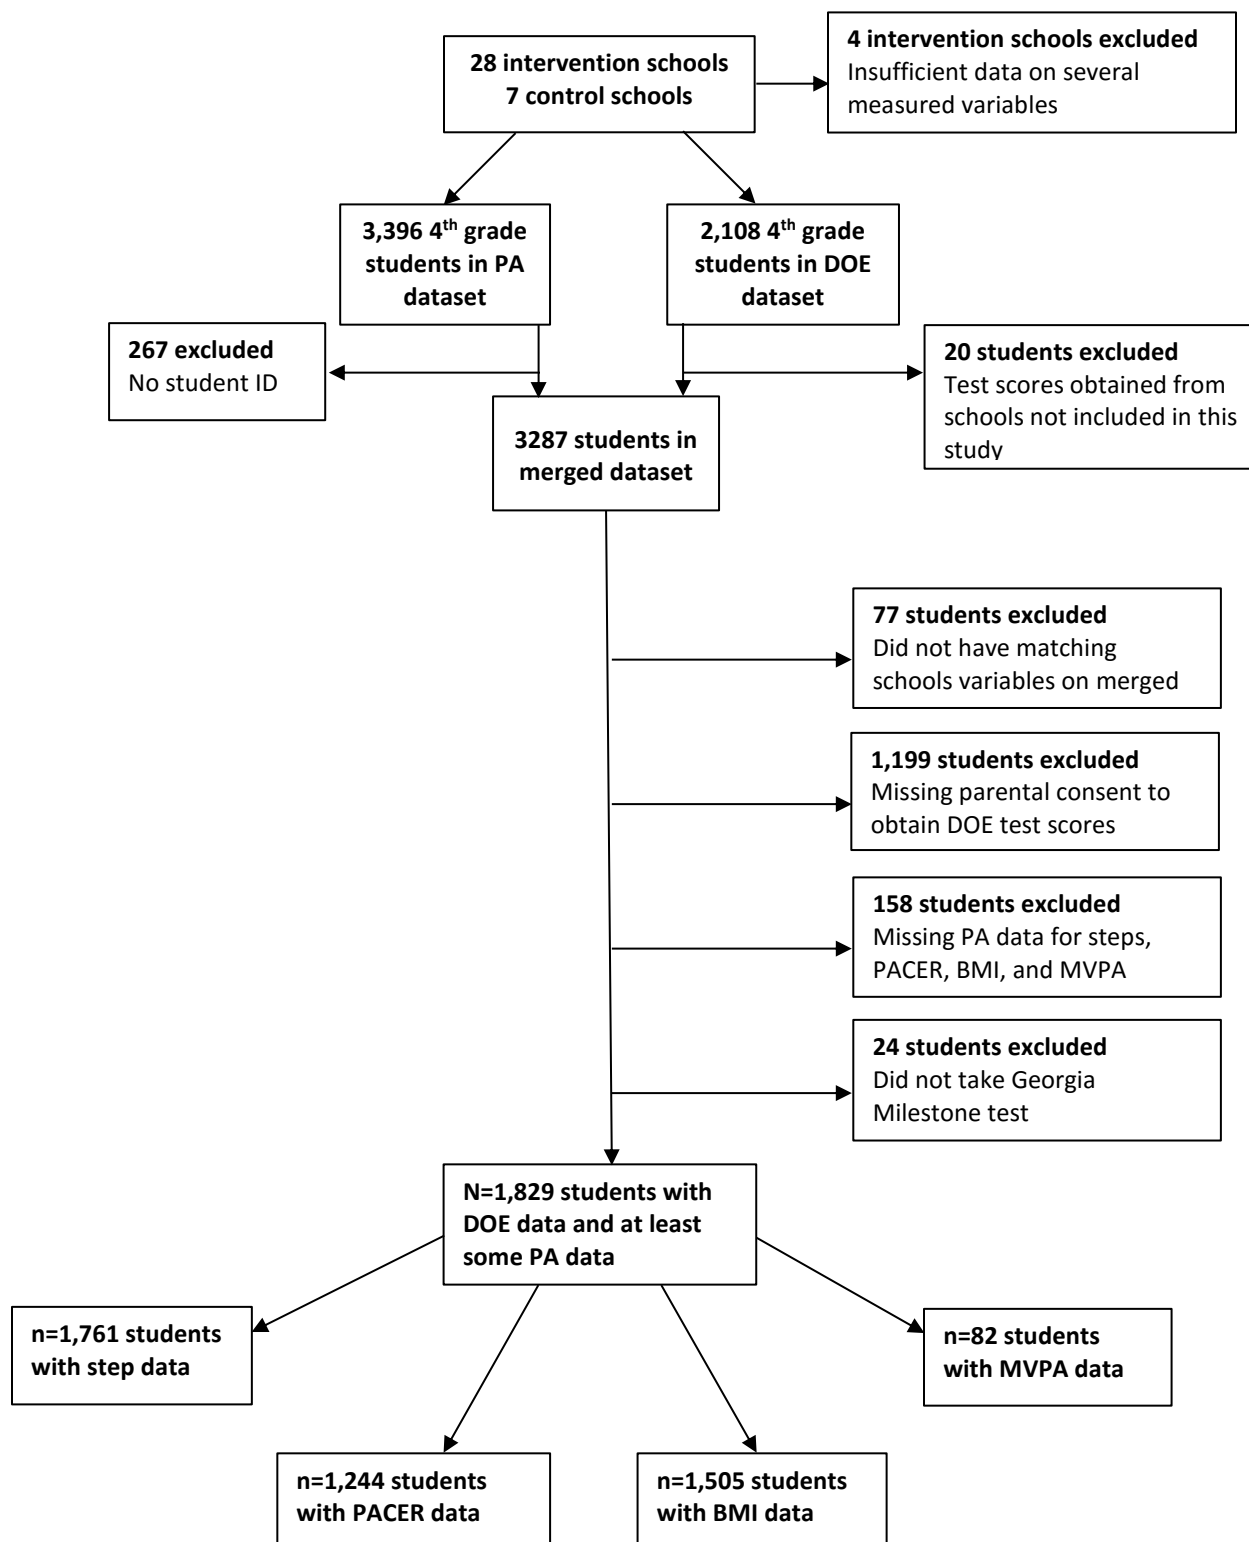 28 intervention schools
7 control schools
4 intervention schools excluded
Insufficient data on several
measured variables
3,396 4th grade
students in PA
dataset
2,108 4th grade
students in DOE
dataset
267 excluded
No student ID
20 students excluded
Test scores obtained from
schools not included in this
study
3287 students in
merged dataset
77 students excluded
Did not have matching
schools variables on merged
1,199 students excluded
Missing parental consent to
obtain DOE test scores
158 students excluded
Missing PA data for steps,
PACER, BMI, and MVPA
24 students excluded
Did not take Georgia
Milestone test
N=1,829 students with
DOE data and at least
some PA data
n=1,761 students
with step data
n=82 students
with MVPA data
n=1,244 students
with PACER data
n=1,505 students
with BMI data